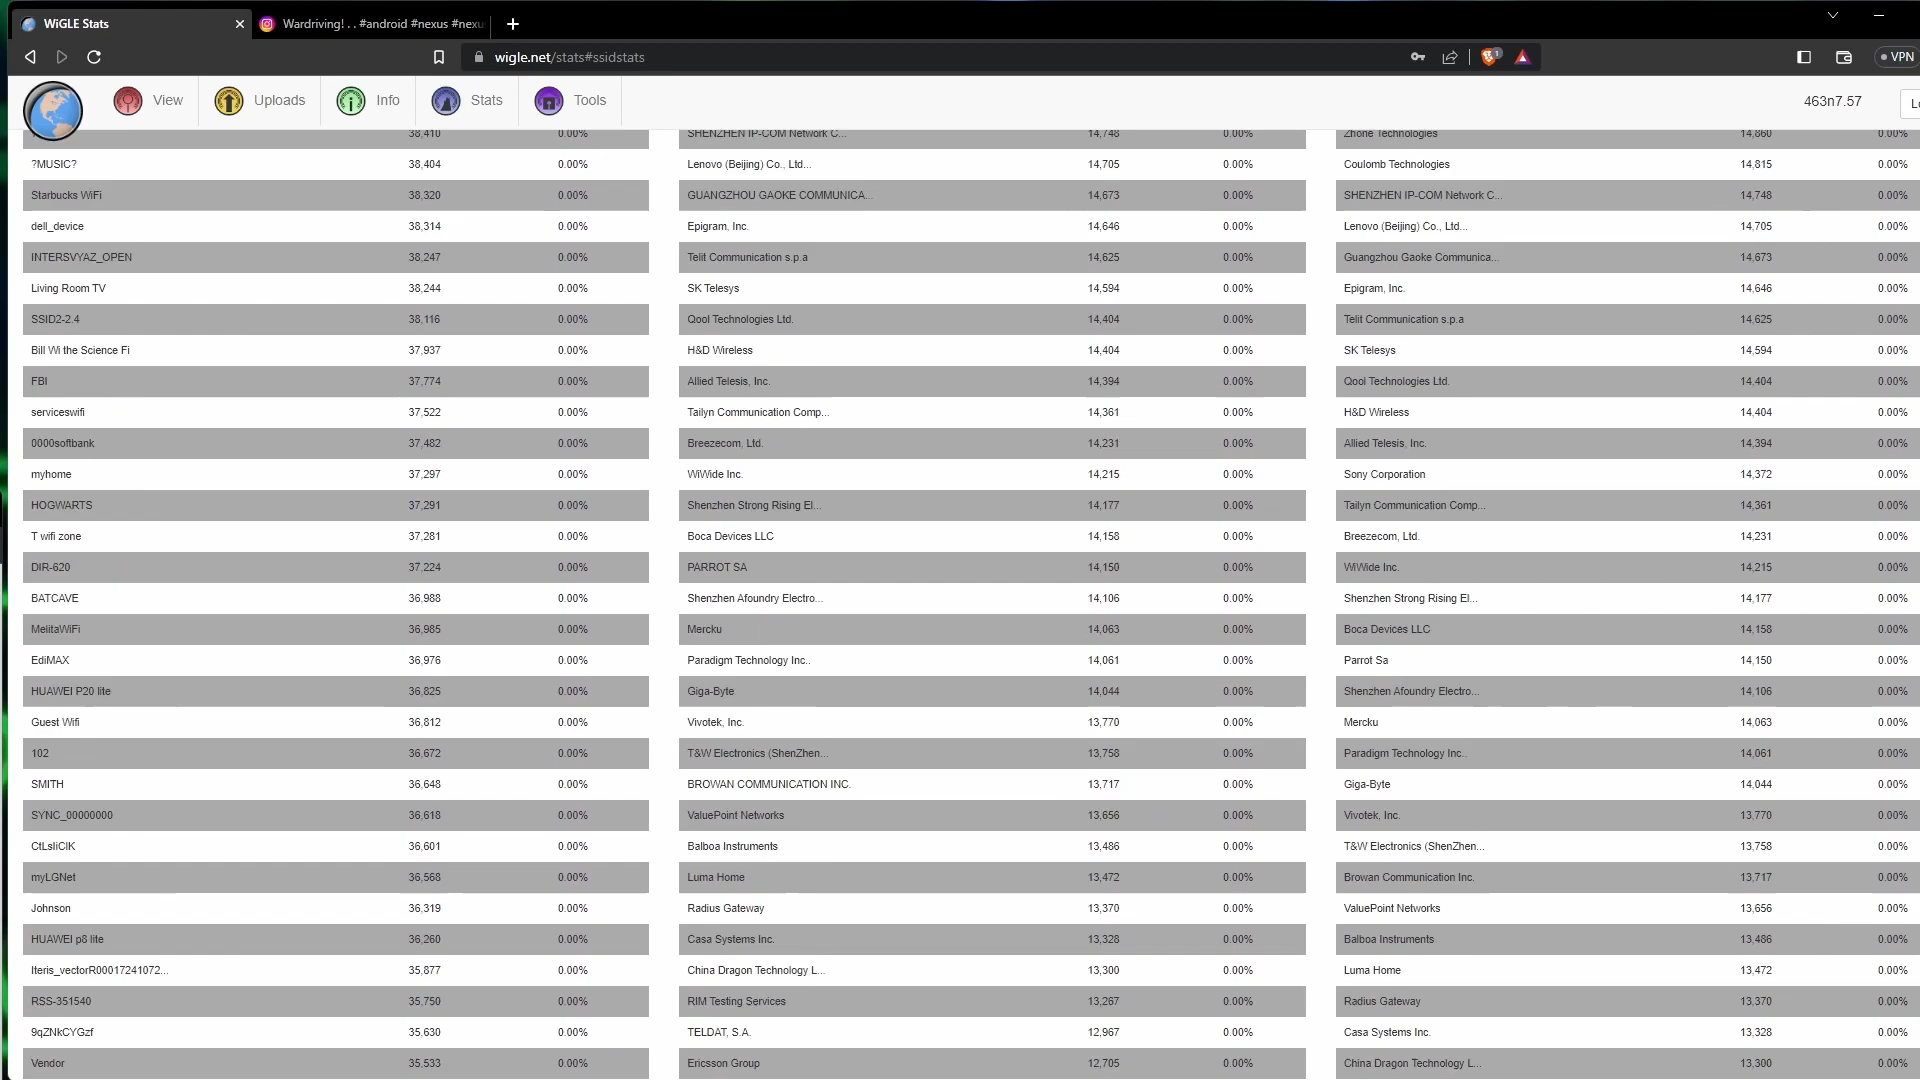 WiGLE Stats
Wardriving! . . #android #nexus #nexu
wigle.net/stats#ssidstats
1
VPN
View
Uploads
Info
Stats
Tools
463n7.57
38,410 0.00% SHENZHEN IP-COM Network C... 14,748 0.00% Zhone Technologies 14,860 0.00%
?MUSIC? 38,404 0.00% Lenovo (Beijing) Co., Ltd... 14,705 0.00% Coulomb Technologies 14,815 0.00%
Starbucks WiFi 38,320 0.00% GUANGZHOU GAOKE COMMUNICA... 14,673 0.00% SHENZHEN IP-COM Network C... 14,748 0.00%
dell_device 38,314 0.00% Epigram, Inc. 14,646 0.00% Lenovo (Beijing) Co., Ltd... 14,705 0.00%
INTERSVYAZ_OPEN 38,247 0.00% Telit Communication s.p.a 14,625 0.00% Guangzhou Gaoke Communica... 14,673 0.00%
Living Room TV 38,244 0.00% SK Telesys 14,594 0.00% Epigram, Inc. 14,646 0.00%
SSID2-2.4 38,116 0.00% Qool Technologies Ltd. 14,404 0.00% Telit Communication s.p.a 14,625 0.00%
Bill Wi the Science Fi 37,937 0.00% H&D Wireless 14,404 0.00% SK Telesys 14,594 0.00%
FBI 37,774 0.00% Allied Telesis, Inc. 14,394 0.00% Qool Technologies Ltd. 14,404 0.00%
serviceswifi 37,522 0.00% Tailyn Communication Comp... 14,361 0.00% H&D Wireless 14,404 0.00%
0000softbank 37,482 0.00% Breezecom, Ltd. 14,231 0.00% Allied Telesis, Inc. 14,394 0.00%
myhome 37,297 0.00% WiWide Inc. 14,215 0.00% Sony Corporation 14,372 0.00%
HOGWARTS 37,291 0.00% Shenzhen Strong Rising El... 14,177 0.00% Tailyn Communication Comp... 14,361 0.00%
T wifi zone 37,281 0.00% Boca Devices LLC 14,158 0.00% Breezecom, Ltd. 14,231 0.00%
DIR-620 37,224 0.00% PARROT SA 14,150 0.00% WiWide Inc. 14,215 0.00%
BATCAVE 36,988 0.00% Shenzhen Afoundry Electro... 14,106 0.00% Shenzhen Strong Rising El... 14,177 0.00%
MelitaWiFi 36,985 0.00% Mercku 14,063 0.00% Boca Devices LLC 14,158 0.00%
EdiMAX 36,976 0.00% Paradigm Technology Inc.. 14,061 0.00% Parrot Sa 14,150 0.00%
HUAWEI P20 lite 36,825 0.00% Giga-Byte 14,044 0.00% Shenzhen Afoundry Electro... 14,106 0.00%
Guest Wifi 36,812 0.00% Vivotek, Inc. 13,770 0.00% Mercku 14,063 0.00%
102 36,672 0.00% T&W Electronics (ShenZhen... 13,758 0.00% Paradigm Technology Inc.. 14,061 0.00%
SMITH 36,648 0.00% BROWAN COMMUNICATION INC. 13,717 0.00% Giga-Byte 14,044 0.00%
SYNC_00000000 36,618 0.00% ValuePoint Networks 13,656 0.00% Vivotek, Inc. 13,770 0.00%
36,601 0.00% Balboa Instruments 13,486 0.00% T&W Electronics (ShenZhen... 13,758 0.00%
myLGNet 36,568 0.00% Luma Home 13,472 0.00% Browan Communication Inc. 13,717 0.00%
Johnson 36,319 0.00% Radius Gateway 13,370 0.00% ValuePoint Networks 13,656 0.00%
HUAWEI p8 lite 36,260 0.00% Casa Systems Inc. 13,328 0.00% Balboa Instruments 13,486 0.00%
Iteris_vectorR00017241072... 35,877 0.00% China Dragon Technology L... 13,300 0.00% Luma Home 13,472 0.00%
RSS-351540 35,750 0.00% RIM Testing Services 13,267 0.00% Radius Gateway 13,370 0.00%
9qZNkCYGzf 35,630 0.00% TELDAT, S.A. 12,967 0.00% Casa Systems Inc. 13,328 0.00%
Vendor 35,533 0.00% Ericsson Group 12,705 0.00% China Dragon Technology L... 13,300 0.00%